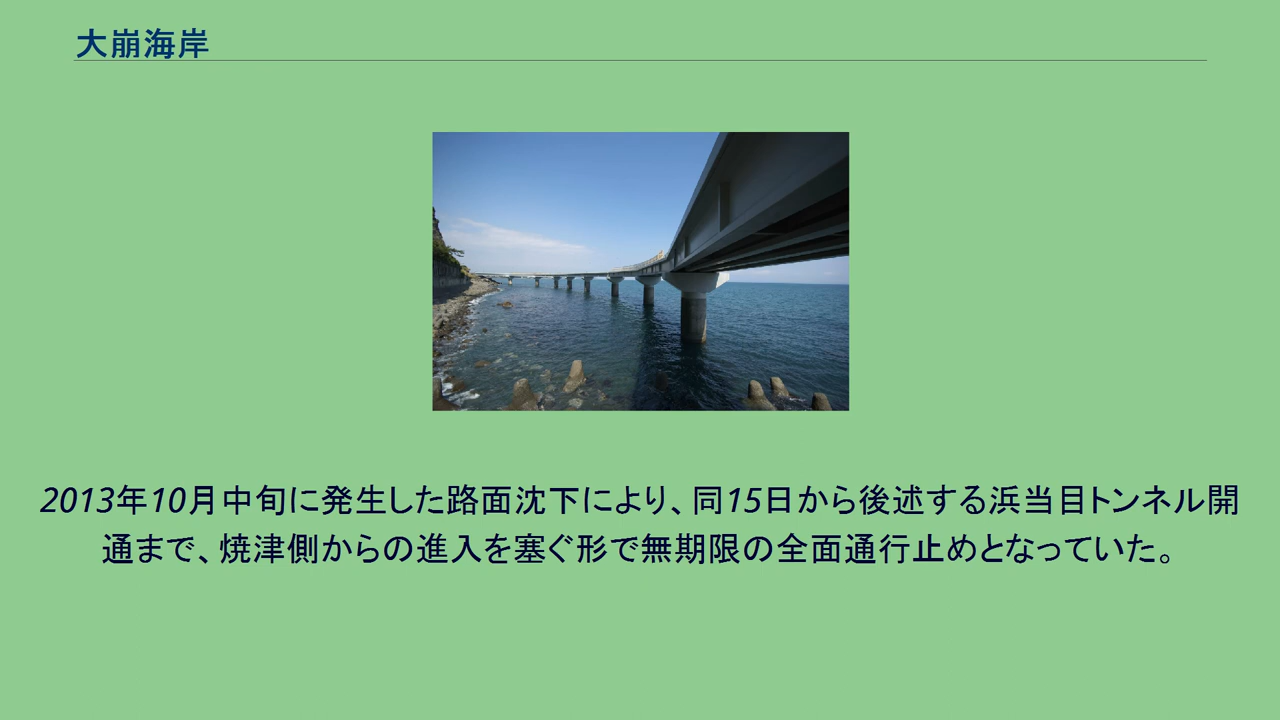 大崩海岸
2013年10月中旬に発生した路面沈下により、同15日から後述する浜当目トンネル開
通まで、焼津側からの進入を塞ぐ形で無期限の全面通行止めとなっていた。